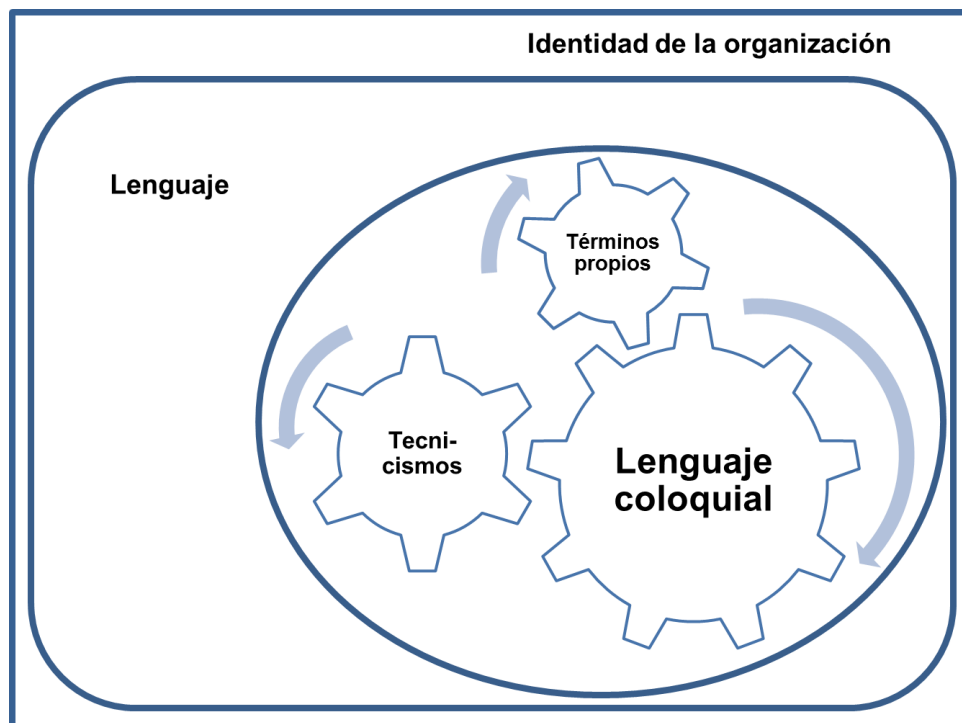 Identidad de la organización
Lenguaje
Términos
propios
Tecni-
cismos
Lenguaje
coloquial